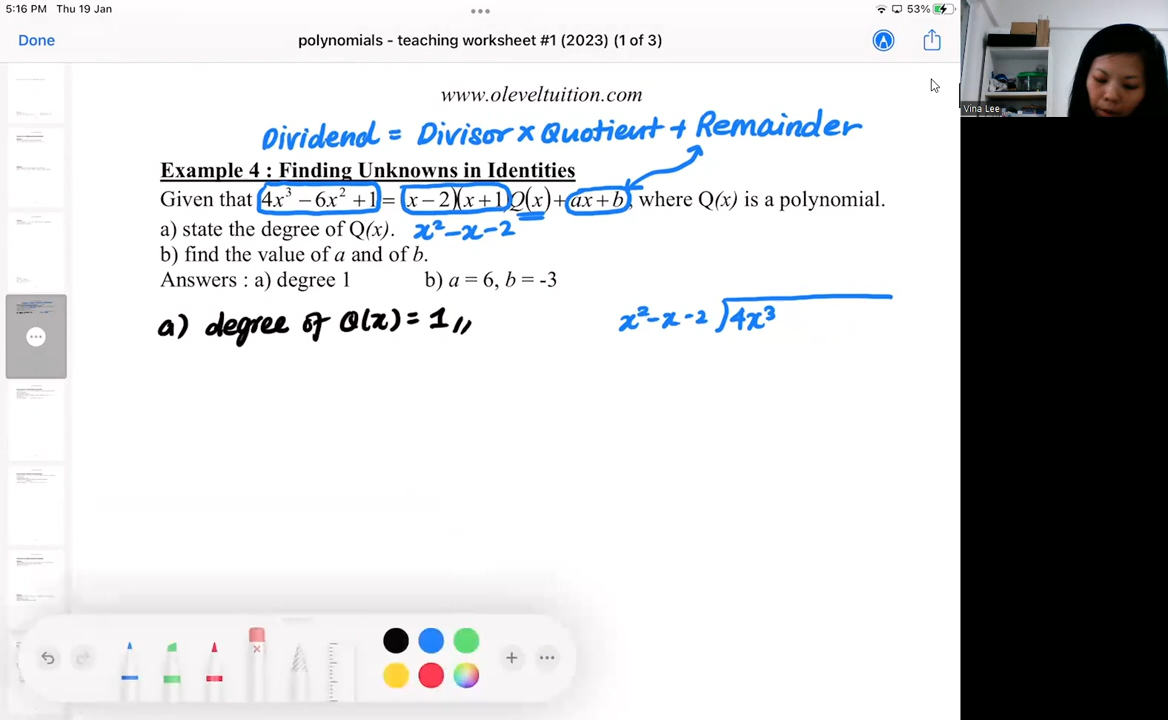 5:16 PM Thu 19 Jan
53%
Done
polynomials - teaching worksheet #1 (2023) (1 of 3)
Vina Lee
www.oleveltuition.com
Dividend = Divisor × Quotient + Remainder
Example 4 : Finding Unknowns in Identities
Given that 4x³ − 6x² + 1 = (x − 2)(x + 1)Q(x) + ax + b, where Q(x) is a polynomial.
a) state the degree of Q(x). x² − x − 2
b) find the value of a and of b.
Answers : a) degree 1 b) a = 6, b = -3
a) degree of Q(x) = 1 //
x² − x − 2 ) 4x³